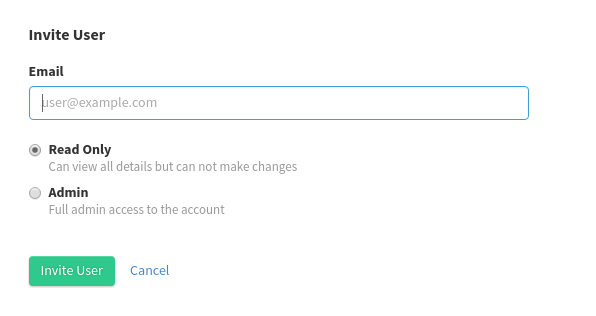 Invite User
Email
user@example.com
Read Only
Can view all details but can not make changes
Admin
Full admin access to the account
Invite User Cancel